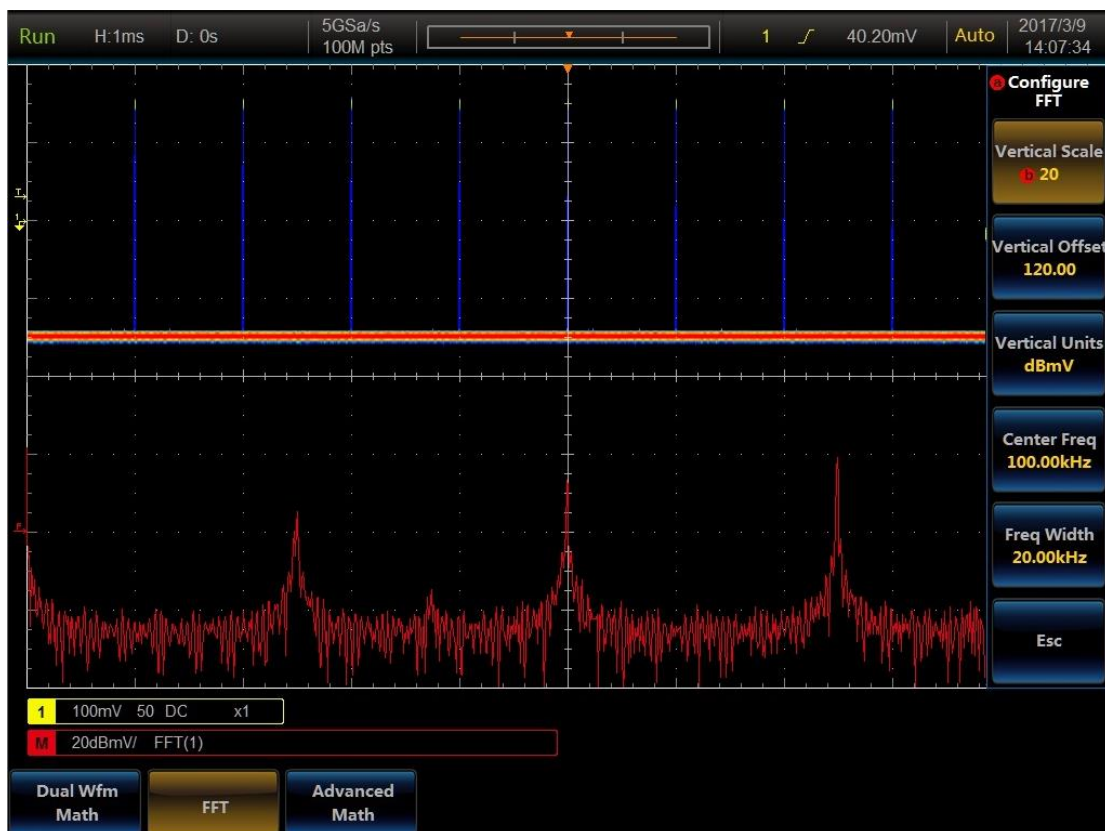 Run H:1ms D: 0s 5GSa/s 1 40.20mV Auto 2017/3/9
100M pts 14:07:34
a Configure
FFT
Vertical Scale
b 20
T
1
Vertical Offset
120.00
Vertical Units
dBmV
Center Freq
100.00kHz
F
Freq Width
20.00kHz
Esc
1 100mV 50 DC x1
M 20dBmV/ FFT(1)
Dual Wfm
Math
FFT
Advanced
Math